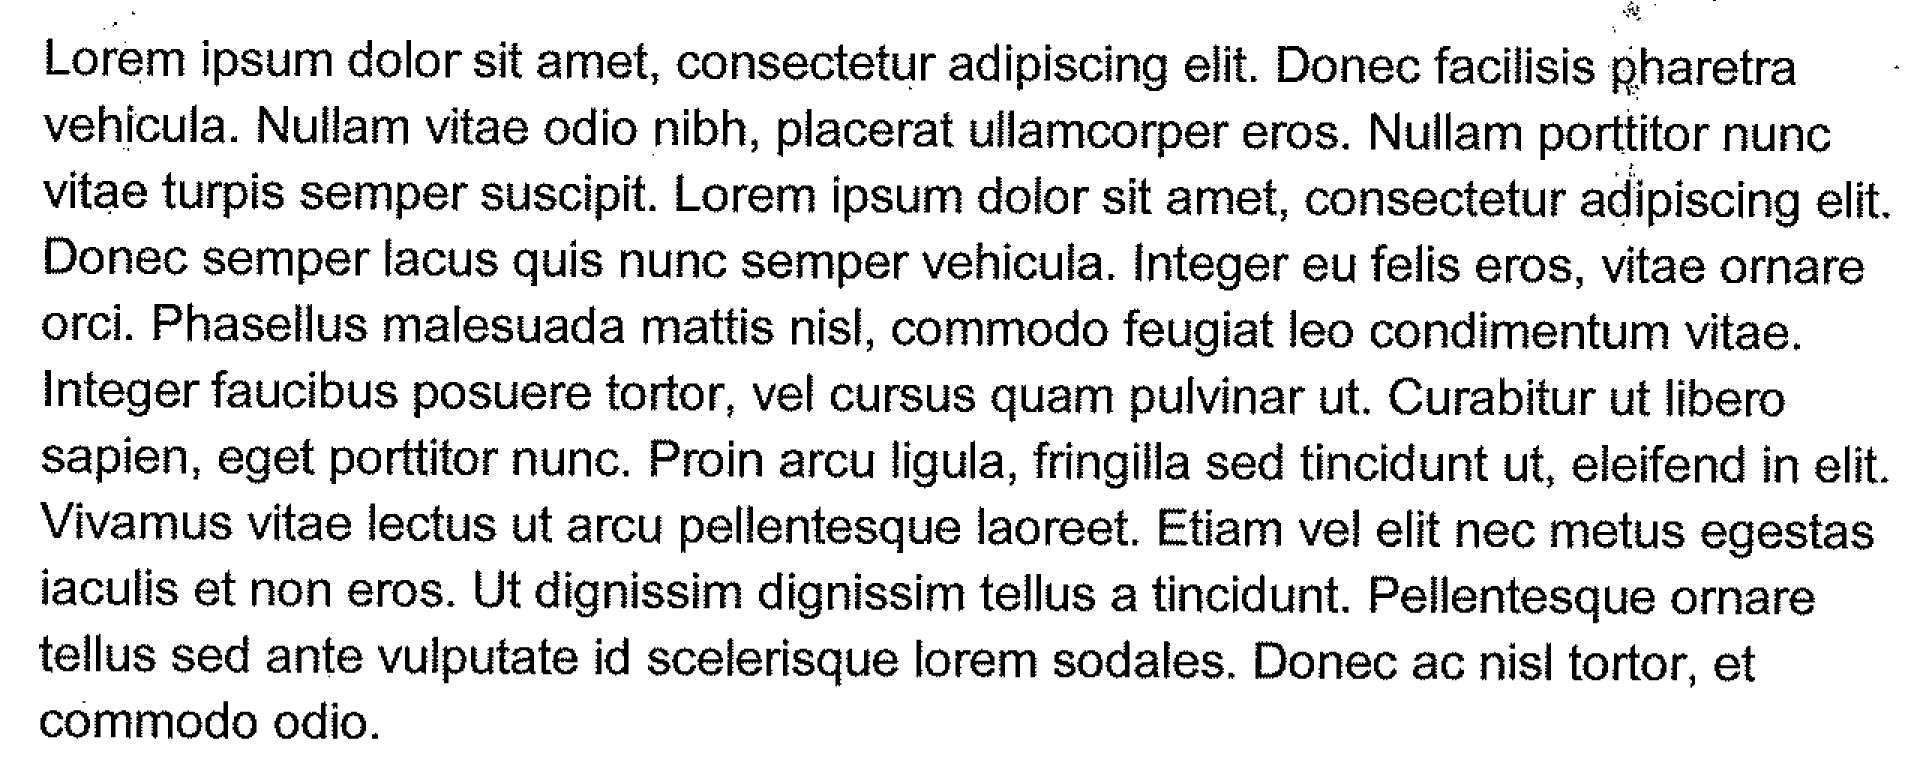 Lorem ipsum dolor sit amet, consectetur adipiscing elit. Donec facilisis pharetra
vehicula. Nullam vitae odio nibh, placerat ullamcorper eros. Nullam porttitor nunc
vitae turpis semper suscipit. Lorem ipsum dolor sit amet, consectetur adipiscing elit.
Donec semper lacus quis nunc semper vehicula. Integer eu felis eros, vitae ornare
orci. Phasellus malesuada mattis nisl, commodo feugiat leo condimentum vitae.
Integer faucibus posuere tortor, vel cursus quam pulvinar ut. Curabitur ut libero
sapien, eget porttitor nunc. Proin arcu ligula, fringilla sed tincidunt ut, eleifend in elit.
Vivamus vitae lectus ut arcu pellentesque laoreet. Etiam vel elit nec metus egestas
iaculis et non eros. Ut dignissim dignissim tellus a tincidunt. Pellentesque ornare
tellus sed ante vulputate id scelerisque lorem sodales. Donec ac nisl tortor, et
commodo odio.